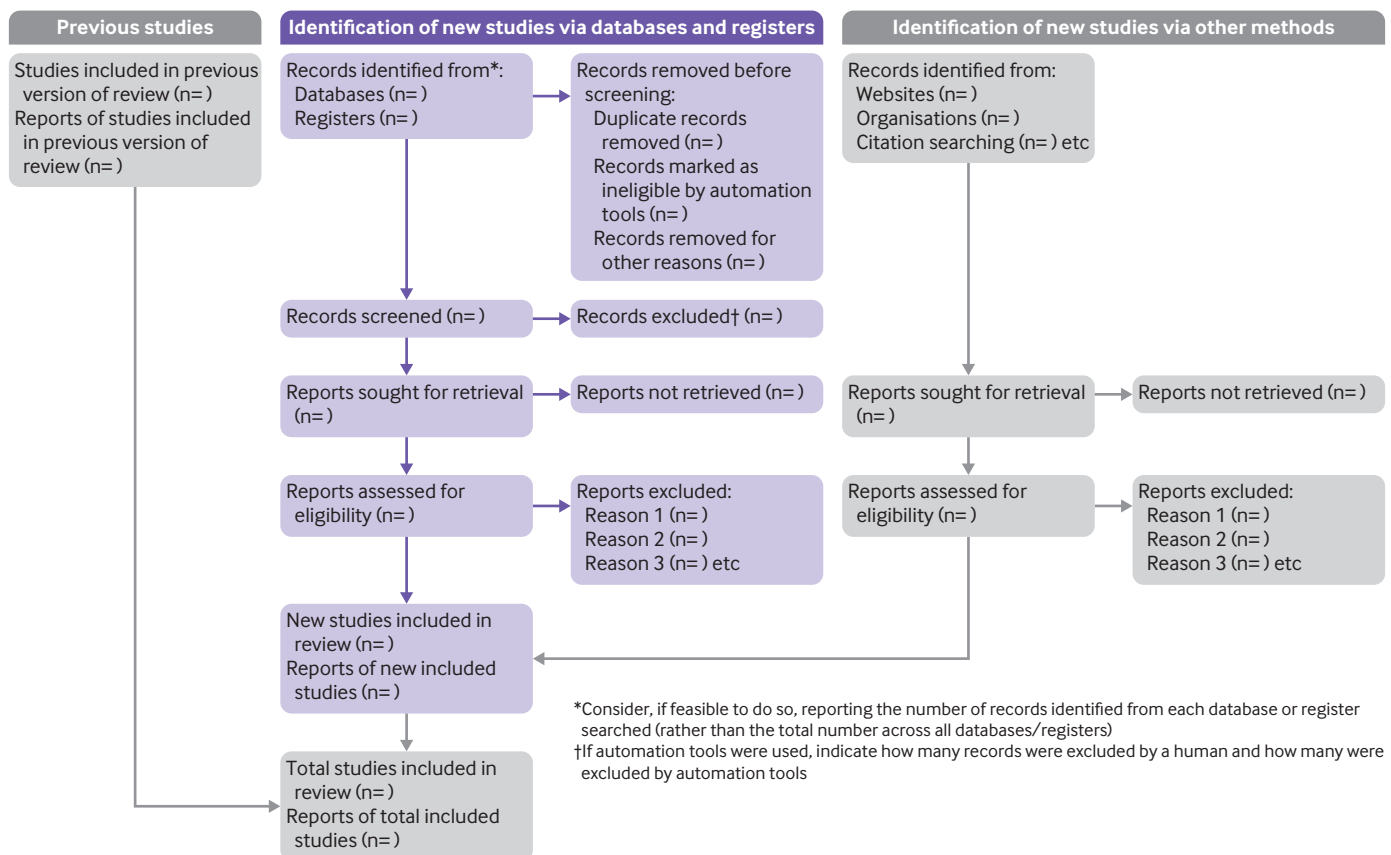 Previous studies
Identification of new studies via databases and registers
Identification of new studies via other methods
Studies included in previous
version of review (n= )
Reports of studies included
in previous version of
review (n= )
Records identified from*:
Databases (n= )
Registers (n= )
Records removed before
screening:
Duplicate records
removed (n= )
Records marked as
ineligible by automation
tools (n= )
Records removed for
other reasons (n= )
Records identified from:
Websites (n= )
Organisations (n= )
Citation searching (n= ) etc
Records screened (n= )
Records excluded† (n= )
Reports sought for retrieval
(n= )
Reports not retrieved (n= )
Reports sought for retrieval
(n= )
Reports not retrieved (n= )
Reports assessed for
eligibility (n= )
Reports excluded:
Reason 1 (n= )
Reason 2 (n= )
Reason 3 (n= ) etc
Reports assessed for
eligibility (n= )
Reports excluded:
Reason 1 (n= )
Reason 2 (n= )
Reason 3 (n= ) etc
New studies included in
review (n= )
Reports of new included
studies (n= )
Total studies included in
review (n= )
Reports of total included
studies (n= )
*Consider, if feasible to do so, reporting the number of records identified from each database or register
searched (rather than the total number across all databases/registers)
†If automation tools were used, indicate how many records were excluded by a human and how many were
excluded by automation tools